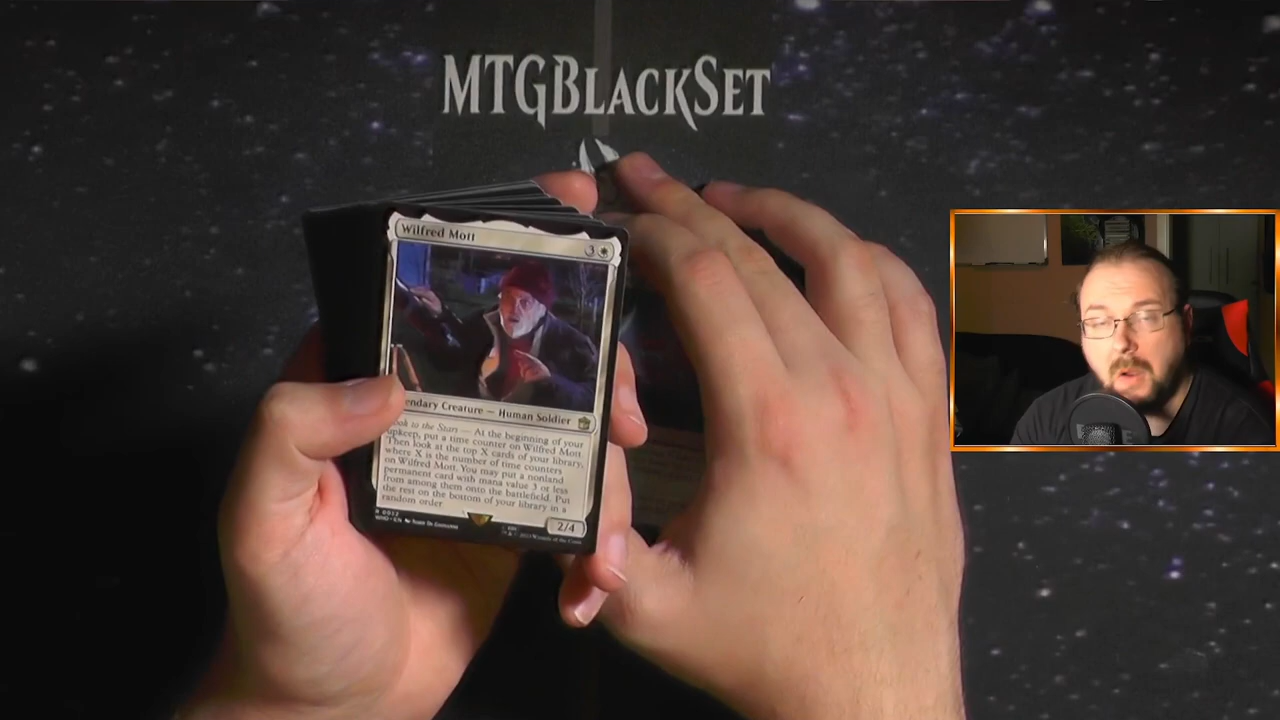 MTGBLACKSET
Wilfred Mott
3
endary Creature — Human Soldier
ook to the Stars — At the beginning of your
upkeep, put a time counter on Wilfred Mott.
Then look at the top X cards of your library,
where X is the number of time counters
on Wilfred Mott. You may put a nonland
permanent card with mana value 3 or less
from among them onto the battlefield. Put
the rest on the bottom of your library in a
random order
R 0032
2/4